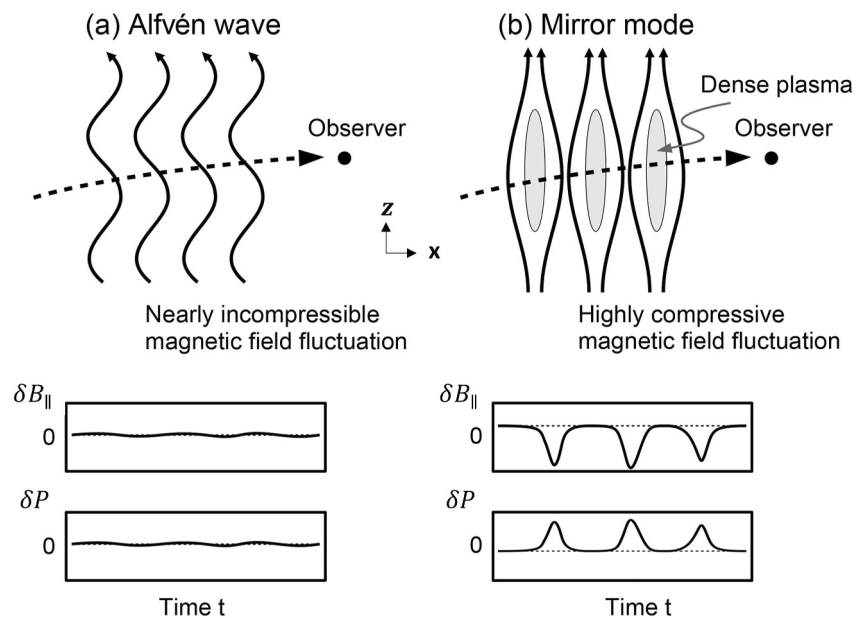 (a) Alfvén wave
Observer
Nearly incompressible
magnetic field fluctuation
z
x
(b) Mirror mode
Dense plasma
Observer
Highly compressive
magnetic field fluctuation
δB∥
0
δP
0
Time t
δB∥
0
δP
0
Time t